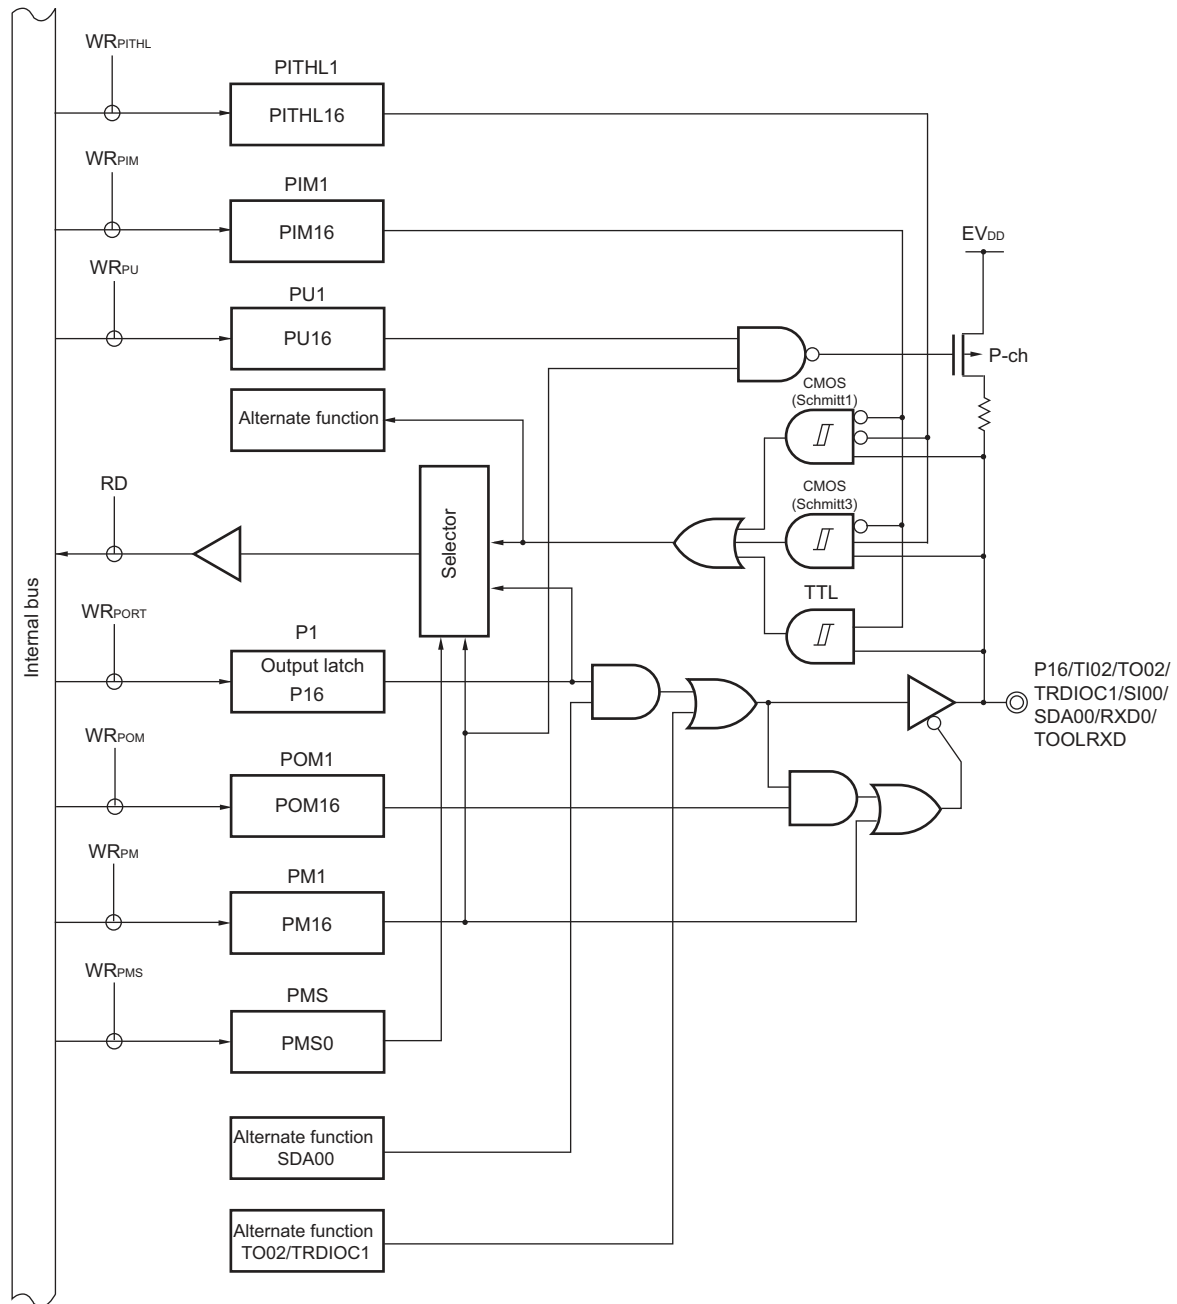 WRPITHL
PITHL1
PITHL16
WRPIM
PIM1
PIM16
EVDD
WRPU
PU1
PU16
P-ch
CMOS
(Schmitt1)
Alternate function
RD
CMOS
(Schmitt3)
Selector
Internal bus
TTL
WRPORT
P1
Output latch
P16
P16/TI02/TO02/
TRDIOC1/SI00/
SDA00/RXD0/
TOOLRXD
WRPOM
POM1
POM16
WRPM
PM1
PM16
WRPMS
PMS
PMS0
Alternate function
SDA00
Alternate function
TO02/TRDIOC1